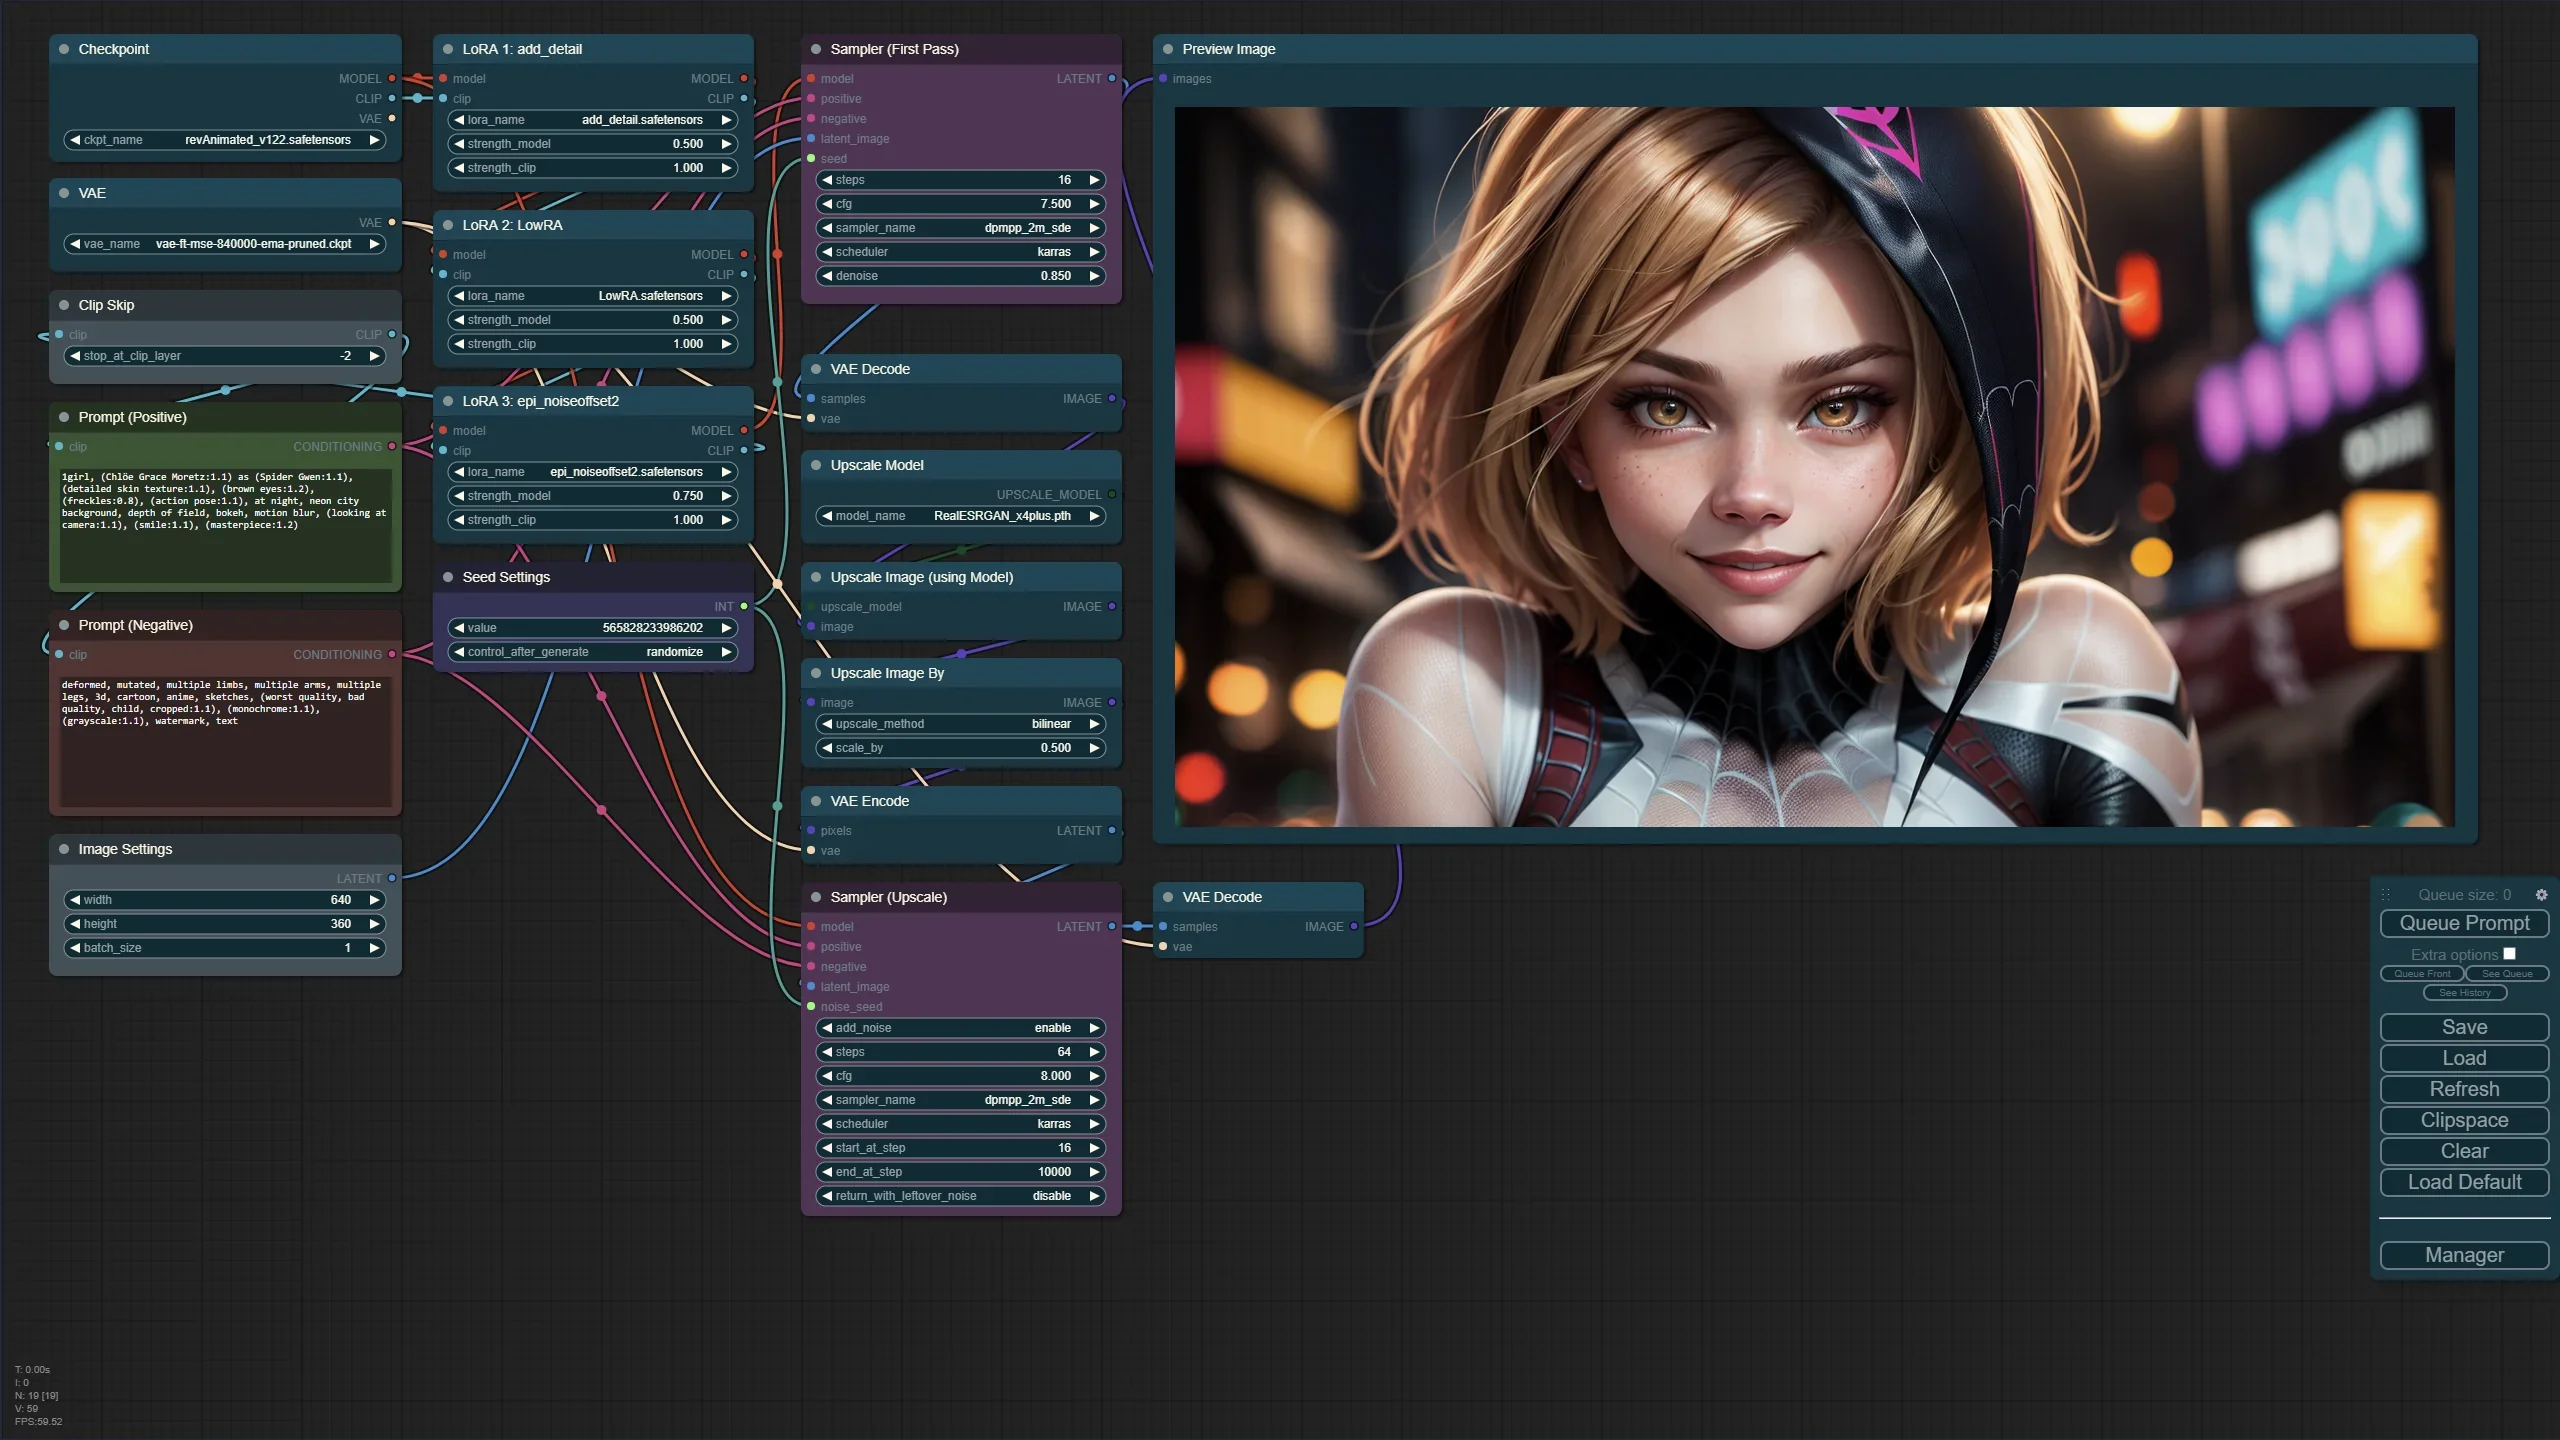 Checkpoint
MODEL
CLIP
VAE
ckpt_name revAnimated_v122.safetensors
VAE
VAE
vae_name vae-ft-mse-840000-ema-pruned.ckpt
Clip Skip
clip CLIP
stop_at_clip_layer -2
Prompt (Positive)
clip CONDITIONING
1girl, (Chlöe Grace Moretz:1.1) as (Spider Gwen:1.1),
(detailed skin texture:1.1), (brown eyes:1.2),
(freckles:0.8), (action pose:1.1), at night, neon city
background, depth of field, bokeh, motion blur, (looking at
camera:1.1), (smile:1.1), (masterpiece:1.2)
Prompt (Negative)
clip CONDITIONING
deformed, mutated, multiple limbs, multiple arms, multiple
legs, 3d, cartoon, anime, sketches, (worst quality, bad
quality, child, cropped:1.1), (monochrome:1.1),
(grayscale:1.1), watermark, text
Image Settings
LATENT
width 640
height 360
batch_size 1
LoRA 1: add_detail
model MODEL
clip CLIP
lora_name add_detail.safetensors
strength_model 0.500
strength_clip 1.000
LoRA 2: LowRA
model MODEL
clip CLIP
lora_name LowRA.safetensors
strength_model 0.500
strength_clip 1.000
LoRA 3: epi_noiseoffset2
model MODEL
clip CLIP
lora_name epi_noiseoffset2.safetensors
strength_model 0.750
strength_clip 1.000
Seed Settings
INT
value 565828233986202
control_after_generate randomize
Sampler (First Pass)
model LATENT
positive
negative
latent_image
seed
steps 16
cfg 7.500
sampler_name dpmpp_2m_sde
scheduler karras
denoise 0.850
VAE Decode
samples IMAGE
vae
Upscale Model
UPSCALE_MODEL
model_name RealESRGAN_x4plus.pth
Upscale Image (using Model)
upscale_model IMAGE
image
Upscale Image By
image IMAGE
upscale_method bilinear
scale_by 0.500
VAE Encode
pixels LATENT
vae
Sampler (Upscale)
model LATENT
positive
negative
latent_image
noise_seed
add_noise enable
steps 64
cfg 8.000
sampler_name dpmpp_2m_sde
scheduler karras
start_at_step 16
end_at_step 10000
return_with_leftover_noise disable
VAE Decode
samples IMAGE
vae
Preview Image
images
Queue size: 0
Queue Prompt
Extra options
Queue Front See Queue
See History
Save
Load
Refresh
Clipspace
Clear
Load Default
Manager
T: 0.00s
I: 0
N: 19 [19]
V: 59
FPS:59.52